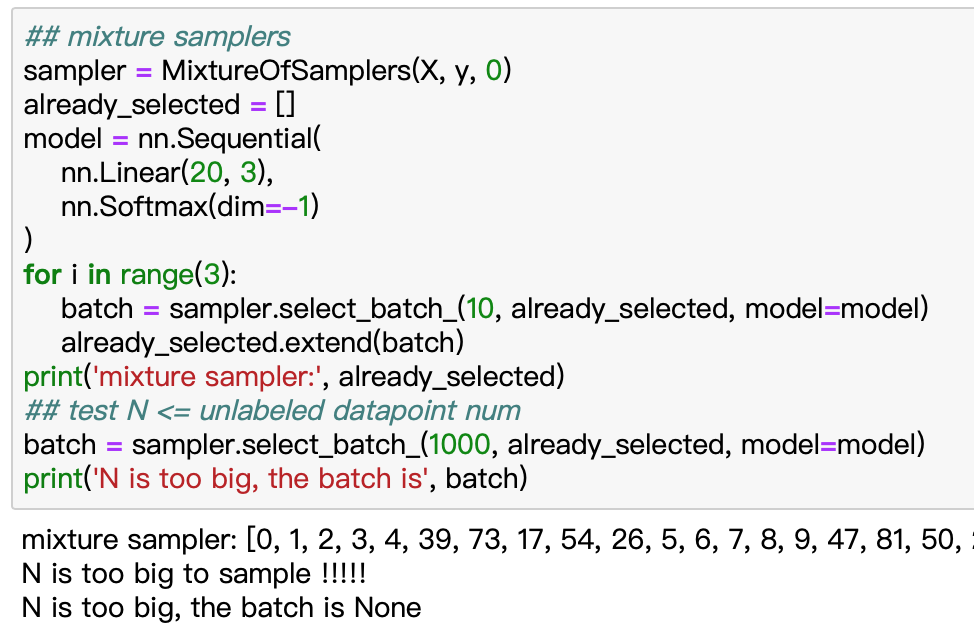 ## mixture samplers
sampler = MixtureOfSamplers(X, y, 0)
already_selected = []
model = nn.Sequential(
    nn.Linear(20, 3),
    nn.Softmax(dim=-1)
)
for i in range(3):
    batch = sampler.select_batch_(10, already_selected, model=model)
    already_selected.extend(batch)
print('mixture sampler:', already_selected)
## test N <= unlabeled datapoint num
batch = sampler.select_batch_(1000, already_selected, model=model)
print('N is too big, the batch is', batch)
mixture sampler: [0, 1, 2, 3, 4, 39, 73, 17, 54, 26, 5, 6, 7, 8, 9, 47, 81, 50,
N is too big to sample !!!!!
N is too big, the batch is None